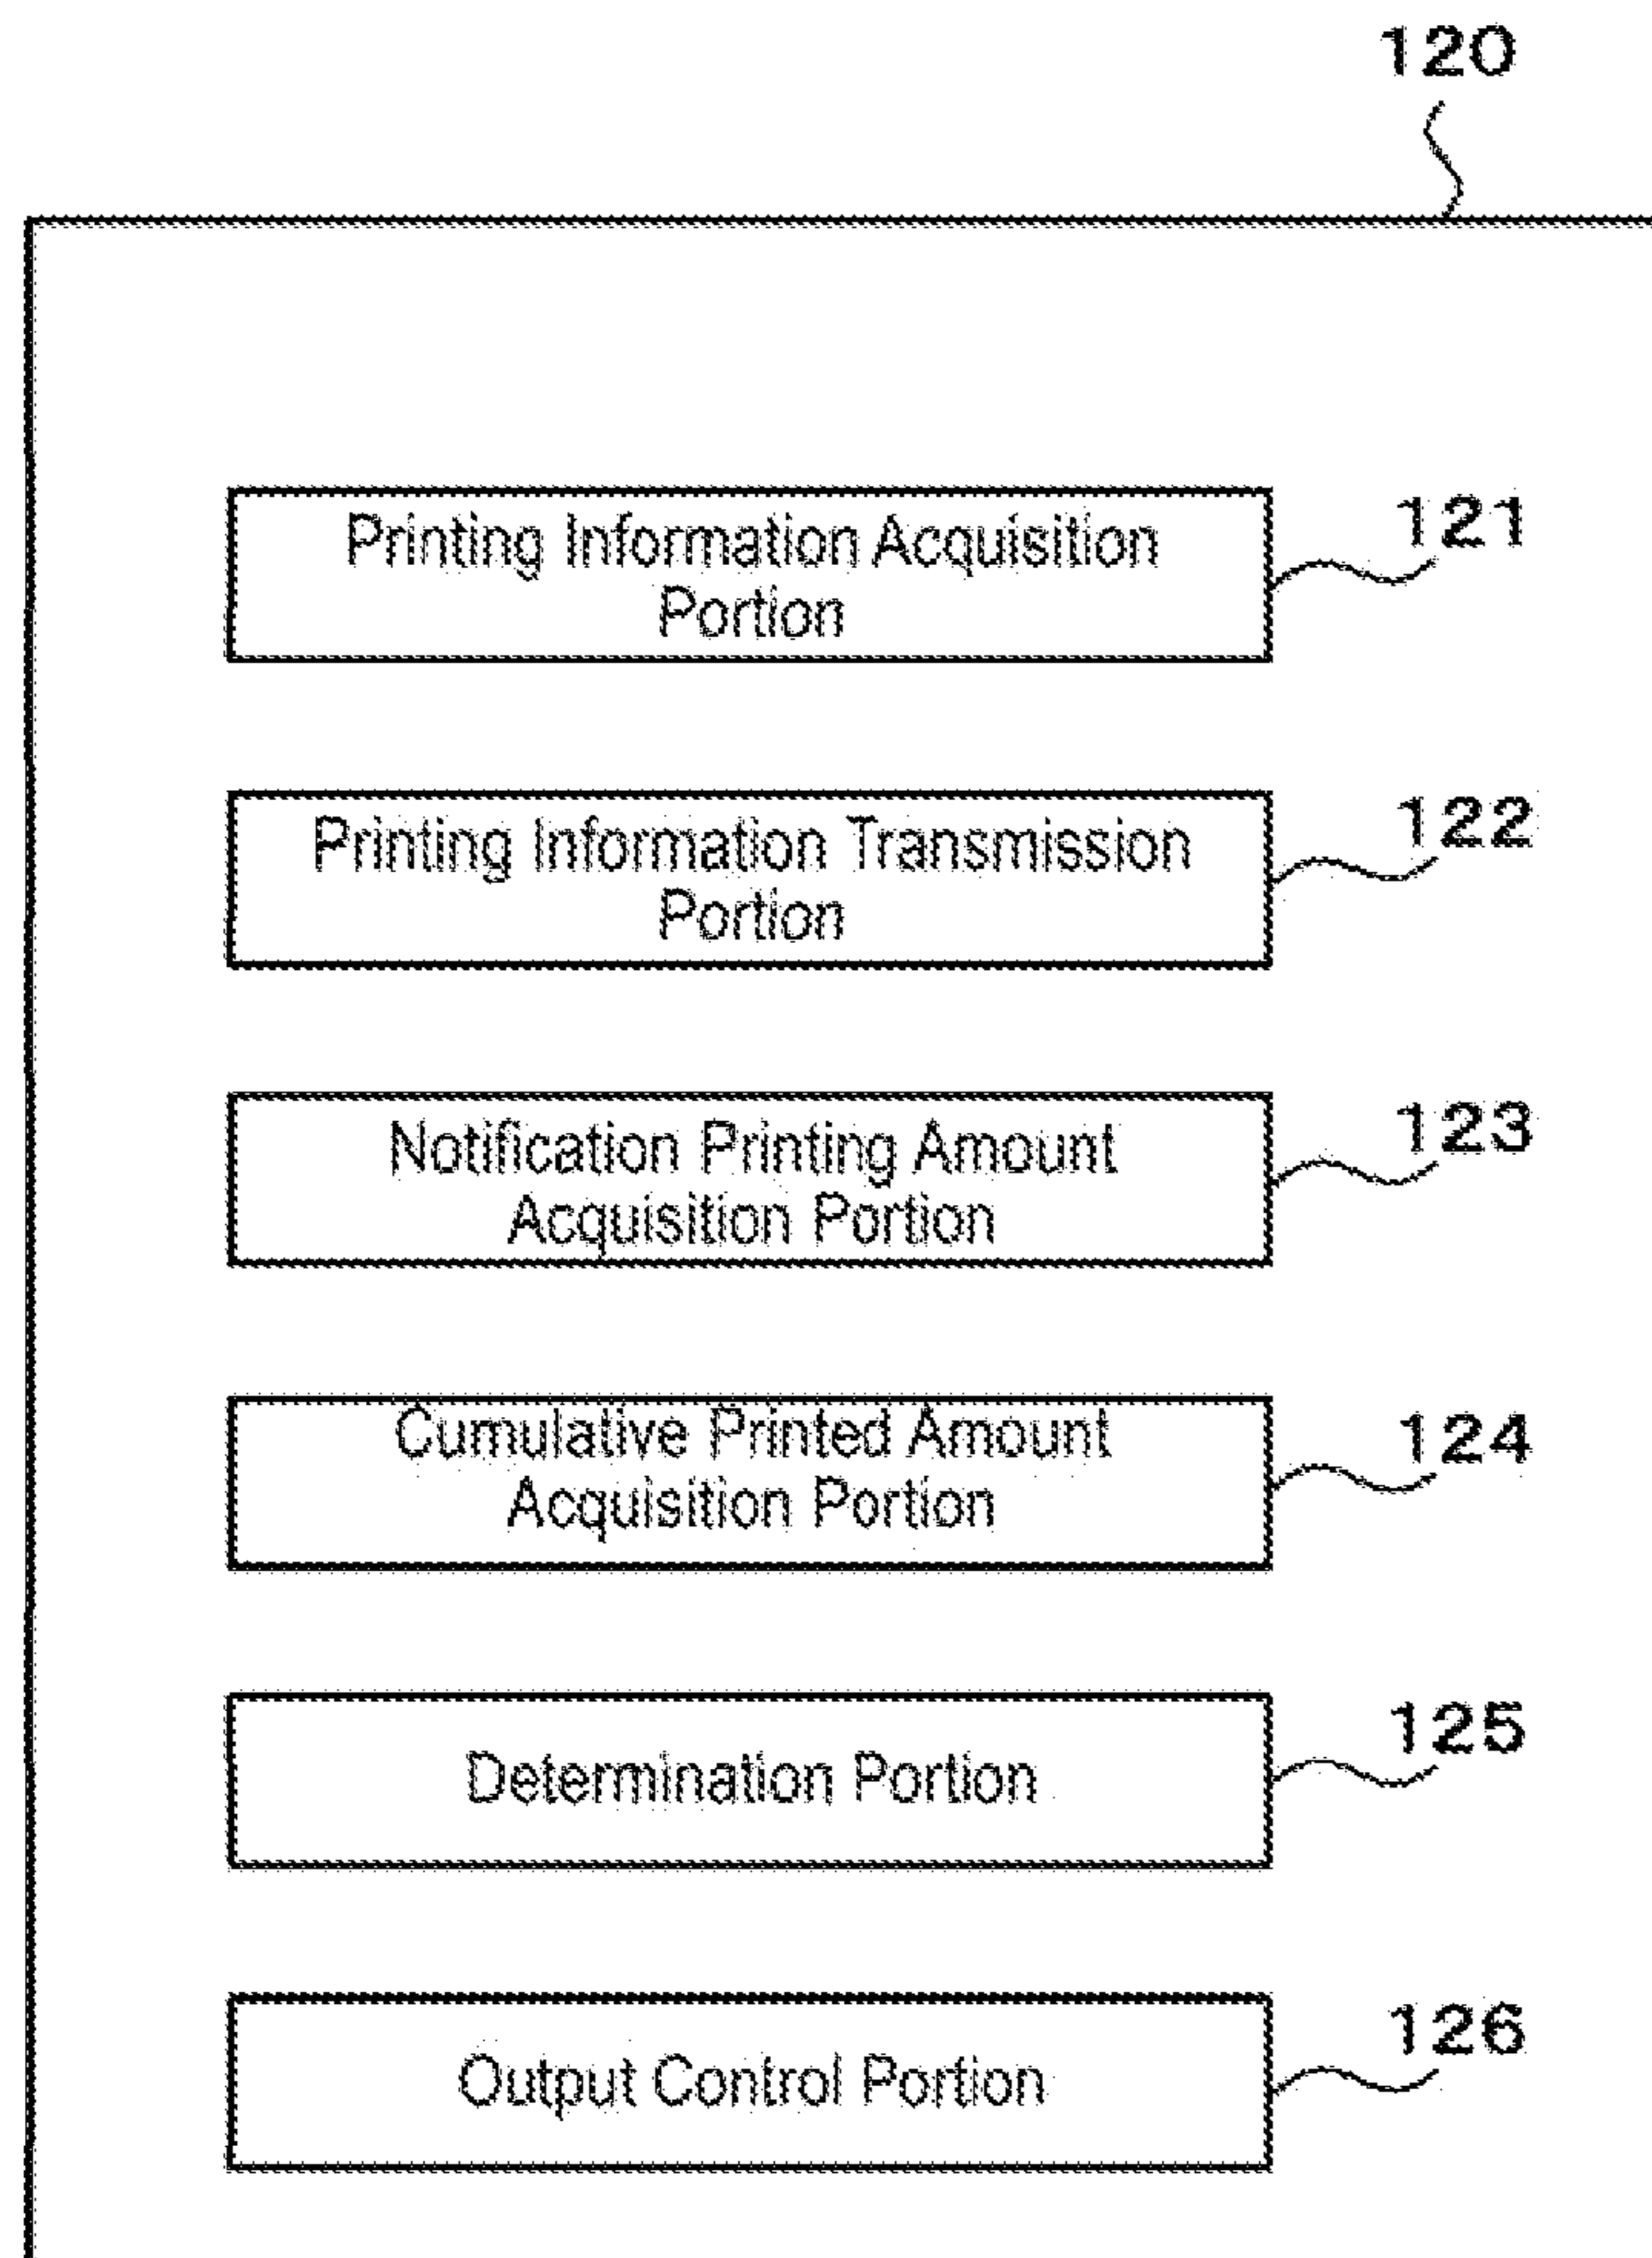 120
Printing Information Acquisition
Portion
121
Printing Information Transmission
Portion
122
Notification Printing Amount
Acquisition Portion
123
Cumulative Printed Amount
Acquisition Portion
124
Determination Portion
125
Output Control Portion
126